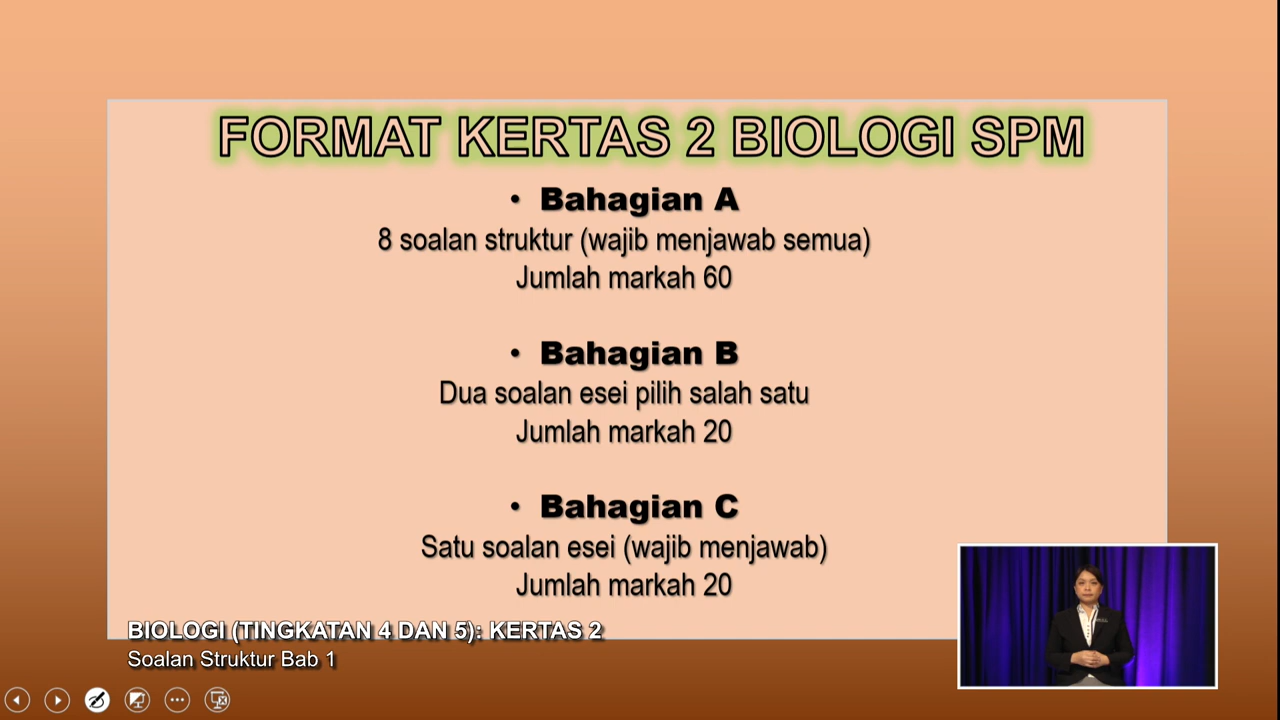 FORMAT KERTAS 2 BIOLOGI SPM
• Bahagian A
8 soalan struktur (wajib menjawab semua)
Jumlah markah 60
• Bahagian B
Dua soalan esei pilih salah satu
Jumlah markah 20
• Bahagian C
Satu soalan esei (wajib menjawab)
Jumlah markah 20
BIOLOGI (TINGKATAN 4 DAN 5): KERTAS 2
Soalan Struktur Bab 1